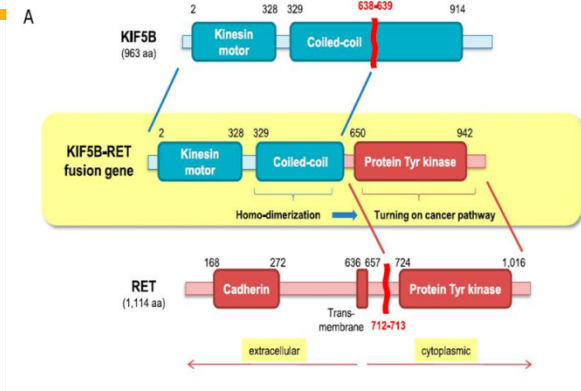 A
2 328 329 638-639 914
KIF5B
(963 aa)
Kinesin
motor
Coiled-coil
KIF5B-RET
fusion gene
2 328 329 650 942
Kinesin
motor
Coiled-coil
Protein Tyr kinase
Homo-dimerization
Turning on cancer pathway
168 272 636 657 724 1,016
RET
(1,114 aa)
Cadherin
Protein Tyr kinase
Trans-
membrane
712-713
extracellular
cytoplasmic